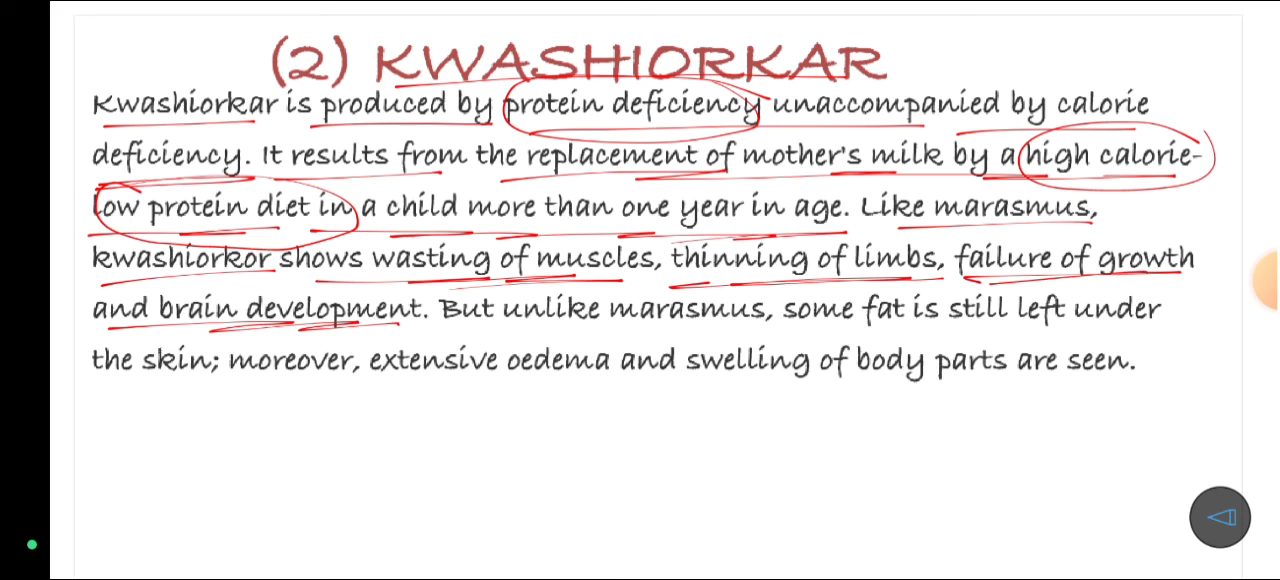 (2) KWASHIORKAR
Kwashiorkar is produced by protein deficiency unaccompanied by calorie
deficiency. It results from the replacement of mother's milk by a high calorie-
low protein diet in a child more than one year in age. Like marasmus,
kwashiorkor shows wasting of muscles, thinning of limbs, failure of growth
and brain development. But unlike marasmus, some fat is still left under
the skin; moreover, extensive oedema and swelling of body parts are seen.